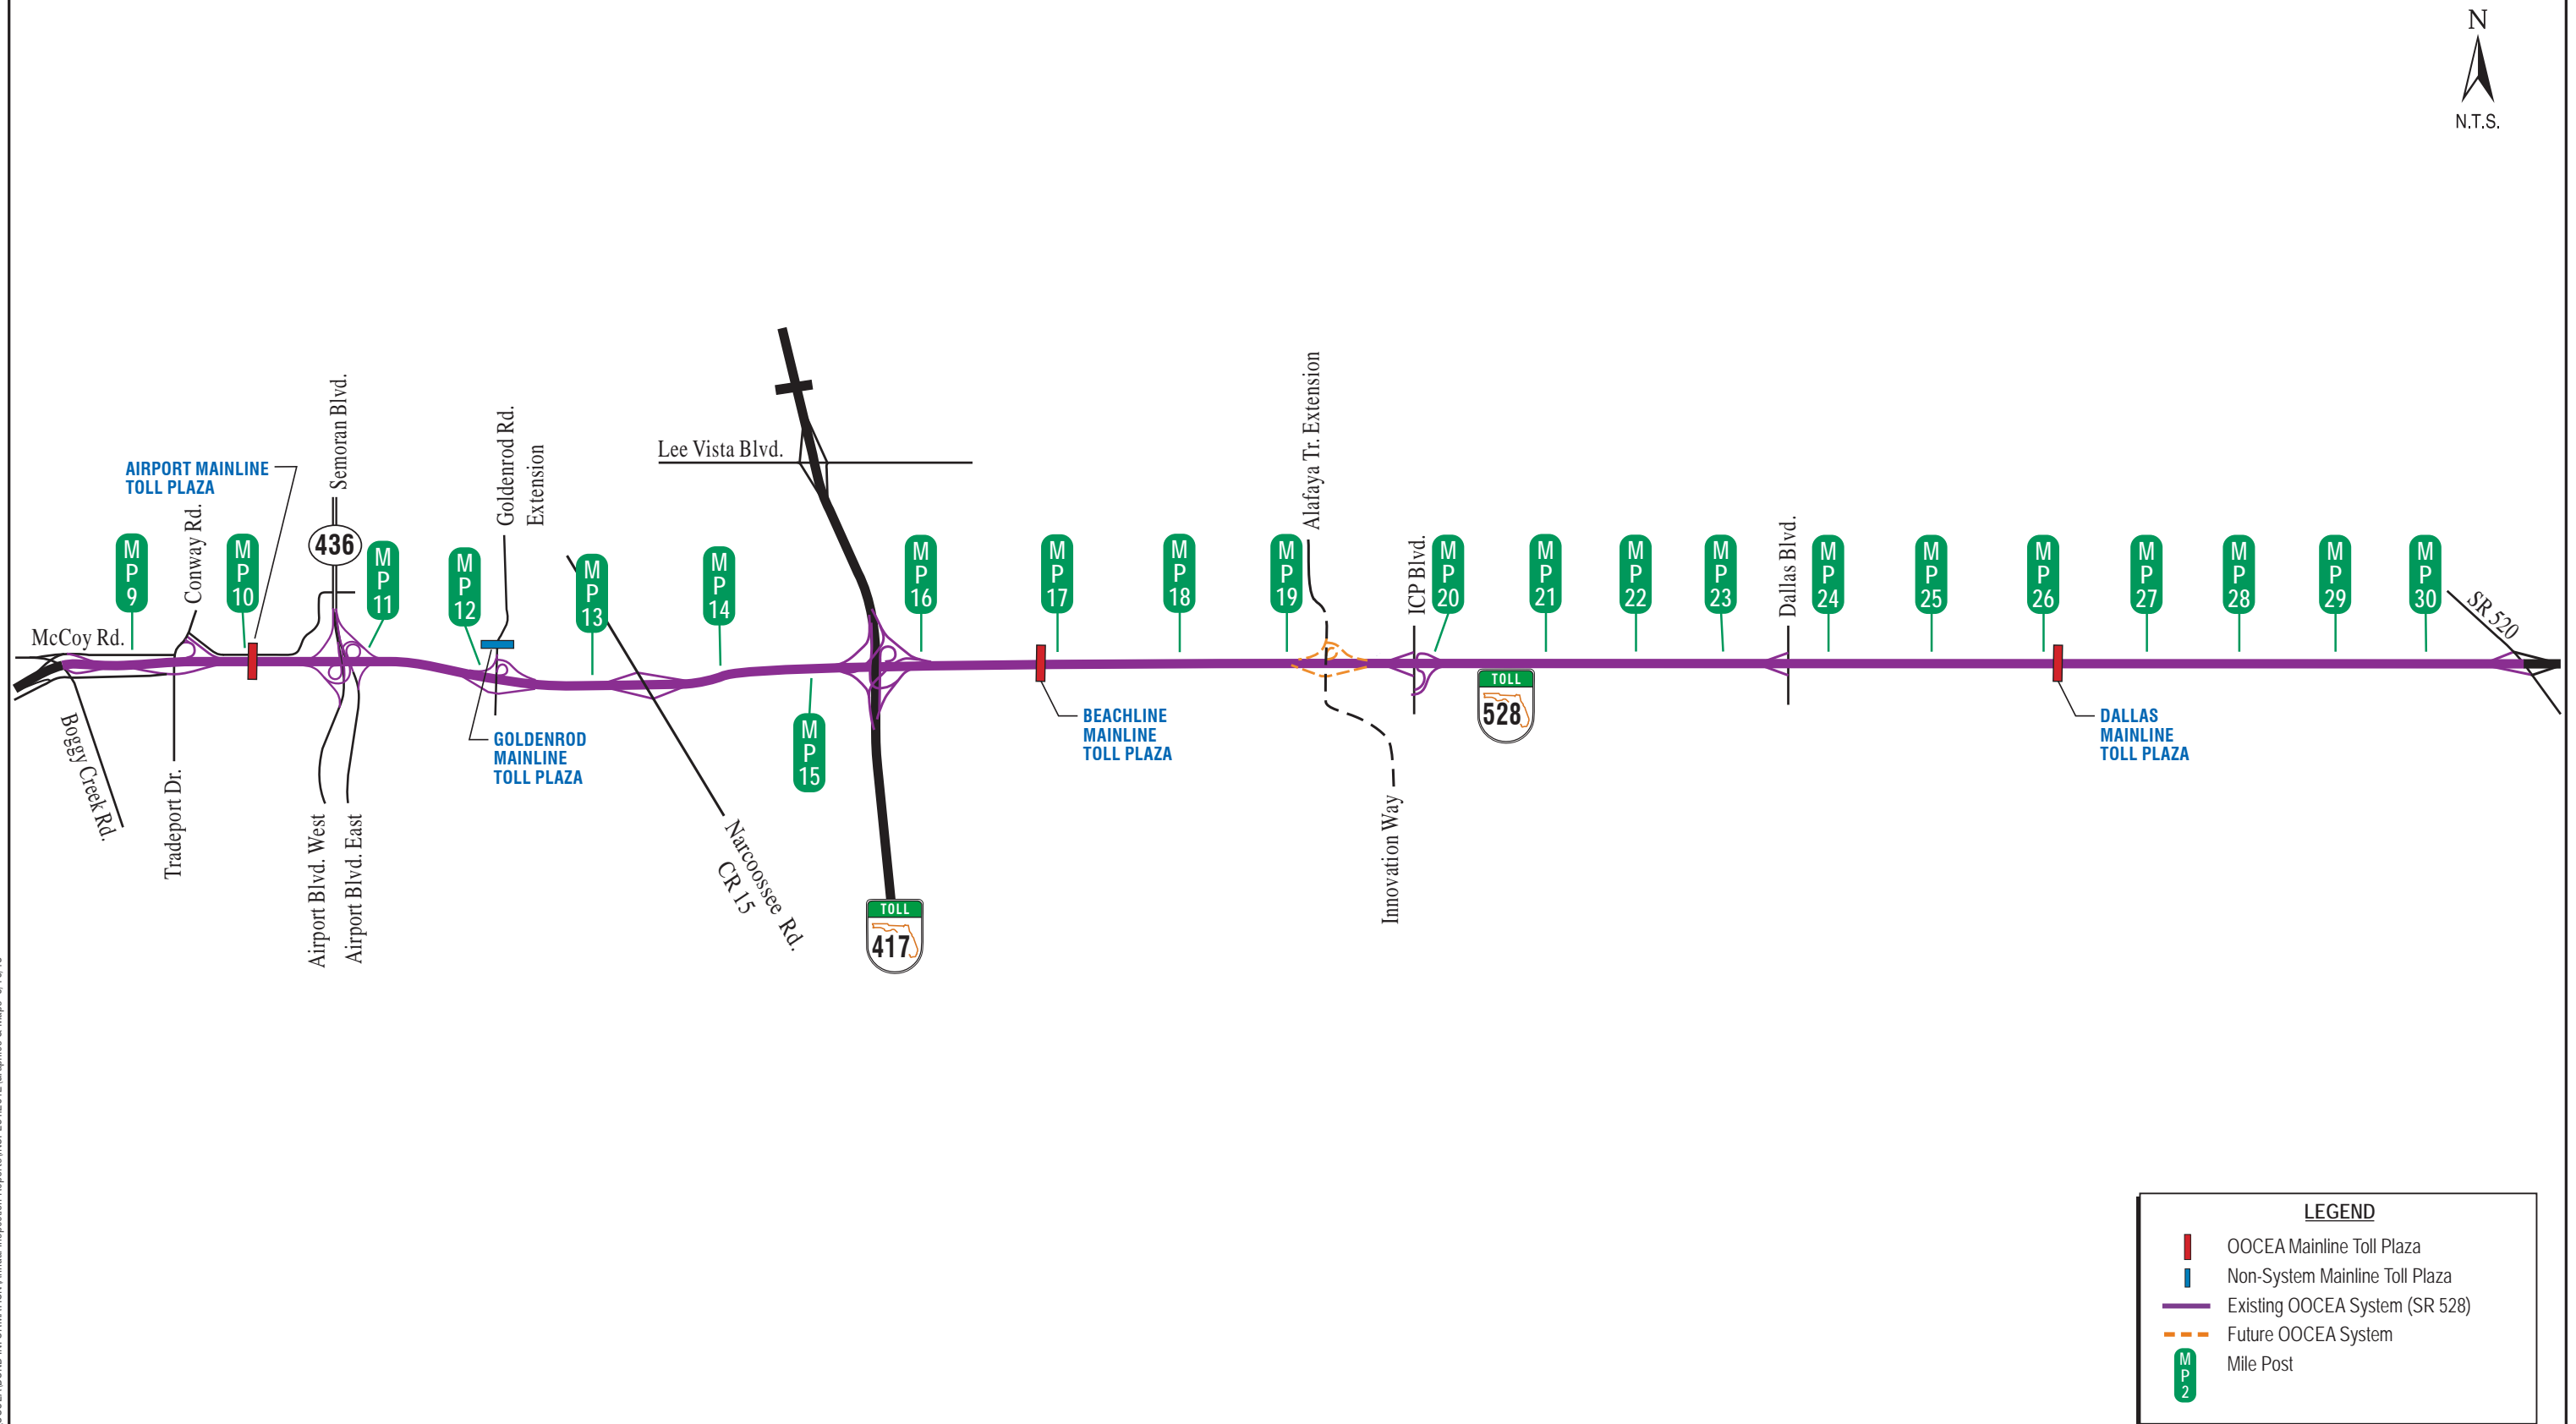 N
N.T.S.
Semoran Blvd.
Alafaya Tr. Extension
Goldenrod Rd.
Extension
Lee Vista Blvd.
AIRPORT MAINLINE
TOLL PLAZA
Conway Rd.
436
ICP Blvd.
Dallas Blvd.
M
P
9
M
P
10
M
P
11
M
P
12
M
P
13
M
P
14
M
P
15
M
P
16
M
P
17
M
P
18
M
P
19
M
P
20
M
P
21
M
P
22
M
P
23
M
P
24
M
P
25
M
P
26
M
P
27
M
P
28
M
P
29
M
P
30
SR 520
McCoy Rd.
Boggy Creek Rd.
Tradeport Dr.
Airport Blvd. West
Airport Blvd. East
GOLDENROD
MAINLINE
TOLL PLAZA
Narcoossee Rd.
CR 15
TOLL
417
BEACHLINE
MAINLINE
TOLL PLAZA
Innovation Way
TOLL
528
DALLAS
MAINLINE
TOLL PLAZA
LEGEND
OOCEA Mainline Toll Plaza
Non-System Mainline Toll Plaza
Existing OOCEA System (SR 528)
Future OOCEA System
M
P
2
Mile Post